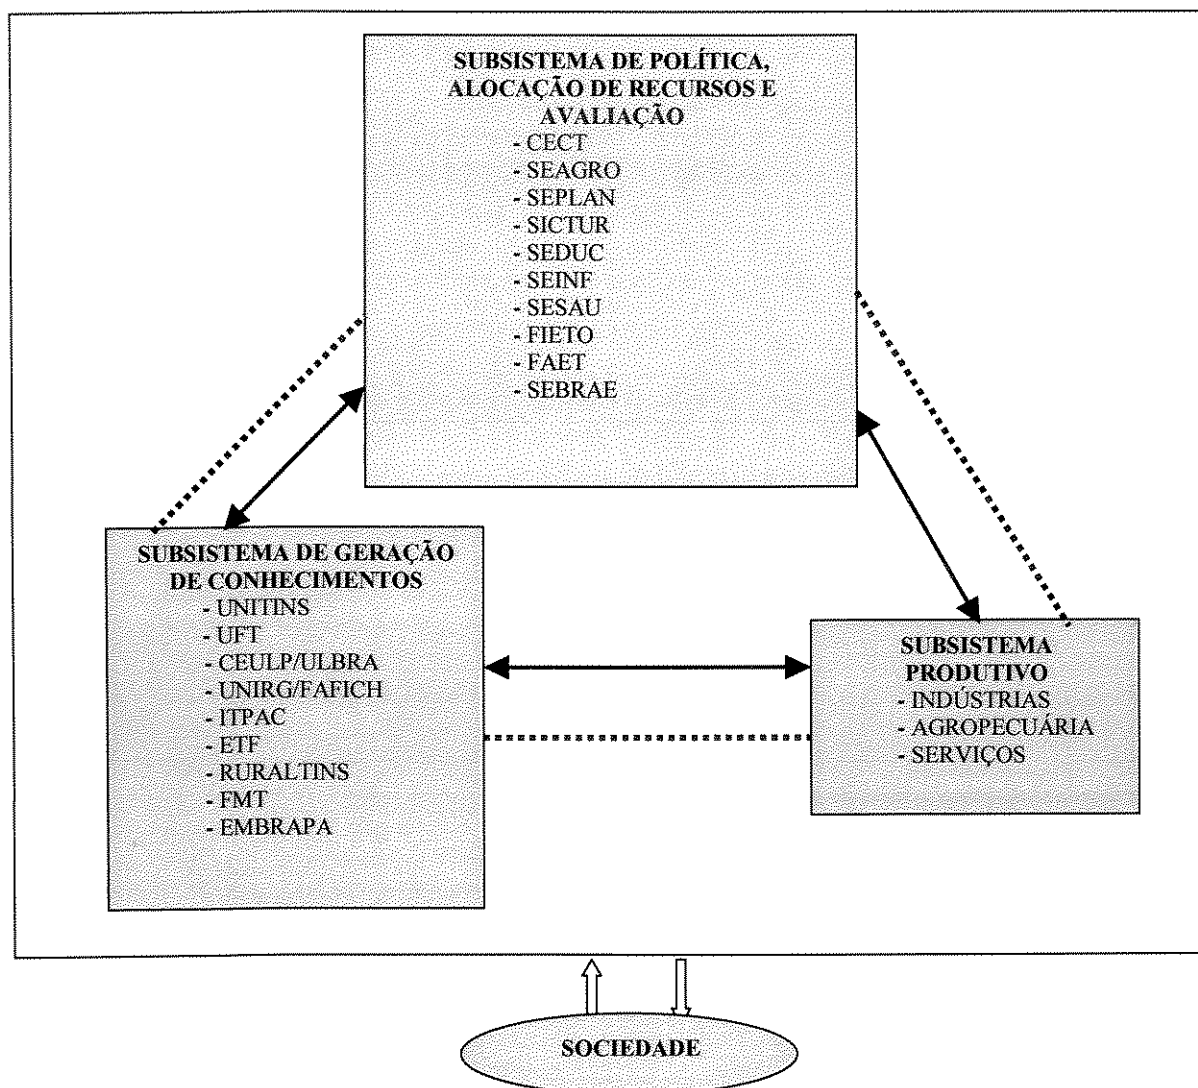 SUBSISTEMA DE POLÍTICA,
ALOCAÇÃO DE RECURSOS E
AVALIAÇÃO
- CECT
- SEAGRO
- SEPLAN
- SICTUR
- SEDUC
- SEINF
- SESAU
- FIETO
- FAET
- SEBRAE
SUBSISTEMA DE GERAÇÃO
DE CONHECIMENTOS
- UNITINS
- UFT
- CEULP/ULBRA
- UNIRG/FAFICH
- ITPAC
- ETF
- RURALTINS
- FMT
- EMBRAPA
SUBSISTEMA
PRODUTIVO
- INDÚSTRIAS
- AGROPECUÁRIA
- SERVIÇOS
SOCIEDADE